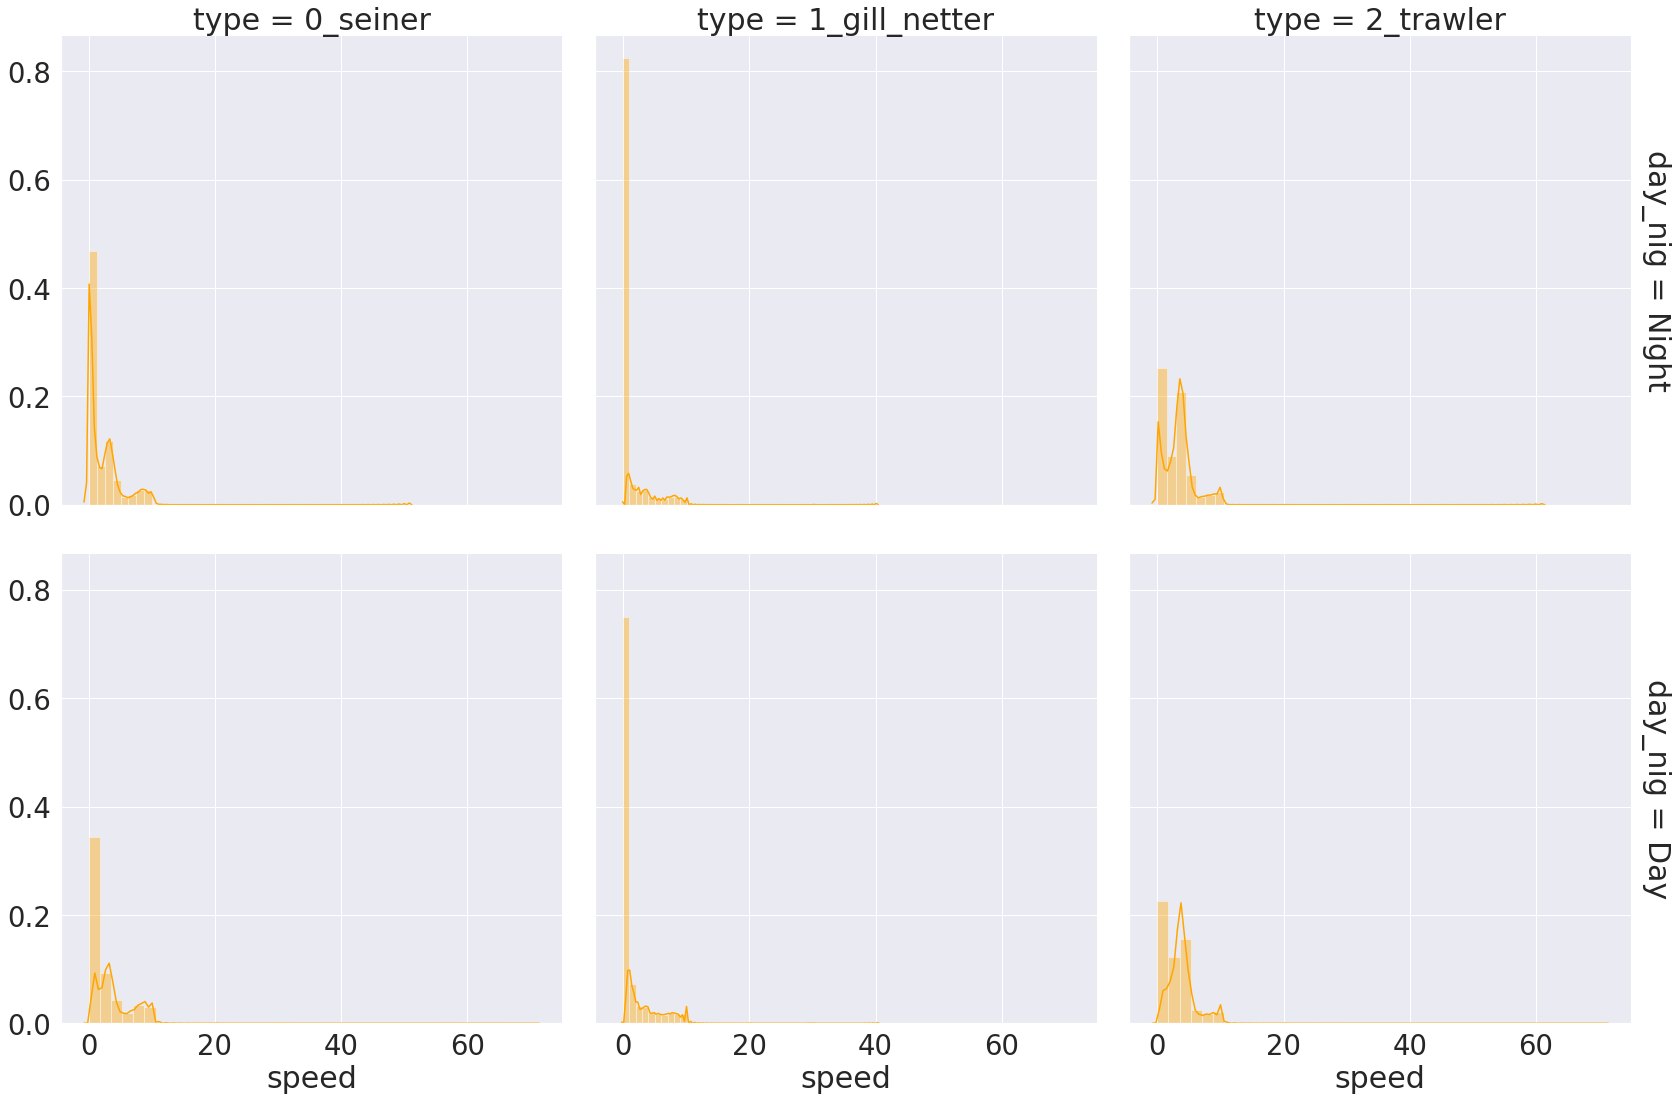 type = 0_seiner
type = 1_gill_netter
type = 2_trawler
0.8
0.6
0.4
0.2
0.0
day_nig = Night
0.8
0.6
0.4
0.2
0.0
day_nig = Day
0 20 40 60
0 20 40 60
0 20 40 60
speed
speed
speed